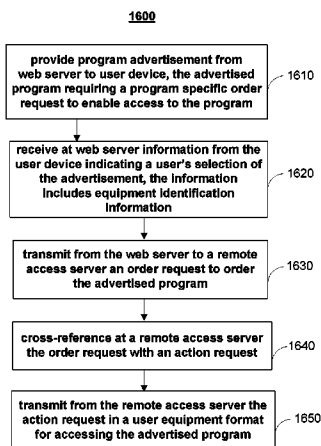 1600
provide program advertisement from
web server to user device, the advertised
program requiring a program specific order
request to enable access to the program
1610
receive at web server information from the
user device indicating a user's selection of
the advertisement, the information
includes equipment identification
information
1620
transmit from the web server to a remote
access server an order request to order
the advertised program
1630
cross-reference at a remote access server
the order request with an action request
1640
transmit from the remote access server the
action request in a user equipment format
for accessing the advertised program
1650